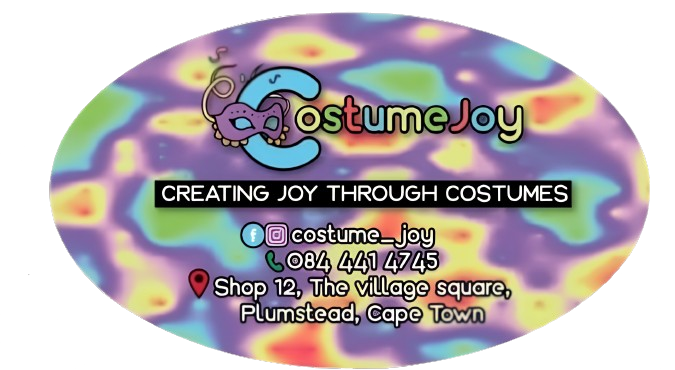 CostumeJoy
CREATING JOY THROUGH COSTUMES
costume_joy
084 441 4745
Shop 12, The village square,
Plumstead, Cape Town